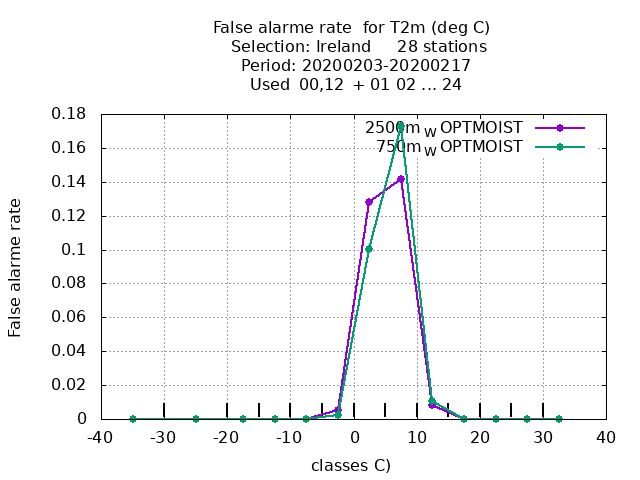 False alarme rate  for T2m (deg C)
Selection: Ireland     28 stations
Period: 20200203-20200217
Used  00,12  + 01 02 ... 24
2500m W OPTMOIST
750m W OPTMOIST
False alarme rate
0.18
0.16
0.14
0.12
0.1
0.08
0.06
0.04
0.02
0
-40 -30 -20 -10 0 10 20 30 40
classes C)